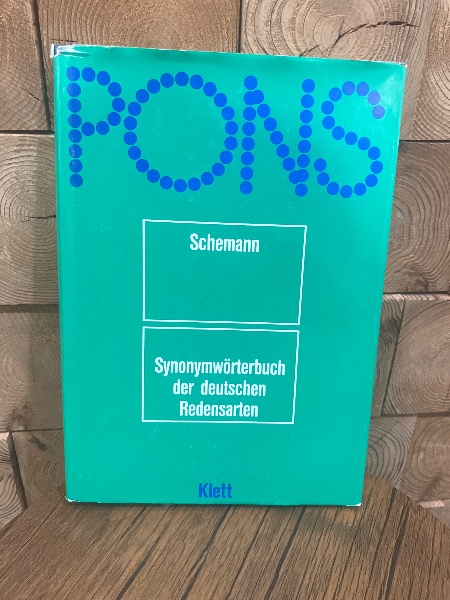 PONS
Schemann
Synonymwörterbuch
der deutschen
Redensarten
Klett